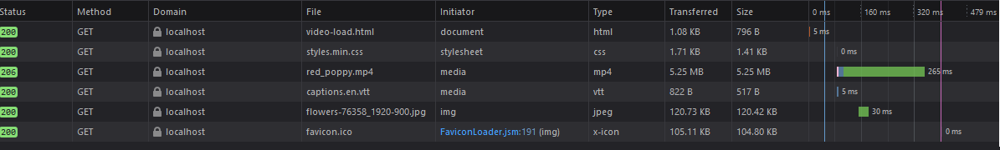 Status Method Domain File Initiator Type Transferred Size 0 ms 160 ms 320 ms 479 ms
200 GET localhost video-load.html document html 1.08 KB 796 B 5 ms
200 GET localhost styles.min.css stylesheet css 1.71 KB 1.41 KB 0 ms
206 GET localhost red_poppy.mp4 media mp4 5.25 MB 5.25 MB 265 ms
200 GET localhost captions.en.vtt media vtt 822 B 517 B 5 ms
200 GET localhost flowers-76358_1920-900.jpg img jpeg 120.73 KB 120.42 KB 30 ms
200 GET localhost favicon.ico FaviconLoader.jsm:191 (img) x-icon 105.11 KB 104.80 KB 0 ms